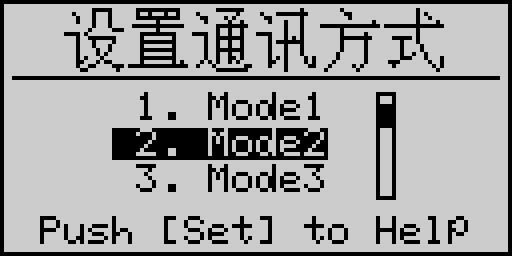 设置通讯方式
1. Mode1
2. Mode2
3. Mode3
Push [Set] to Help